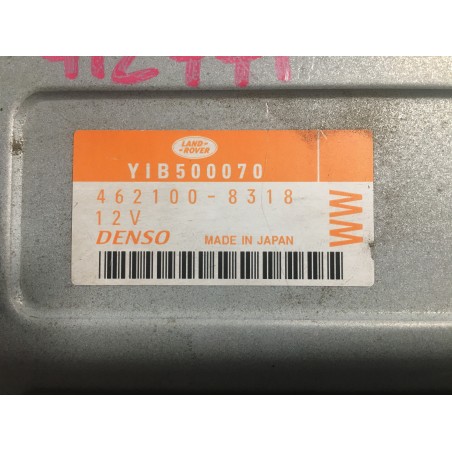 LAND-
-ROVER
YIB500070
462100-8318
12V
DENSO MADE IN JAPAN
WW